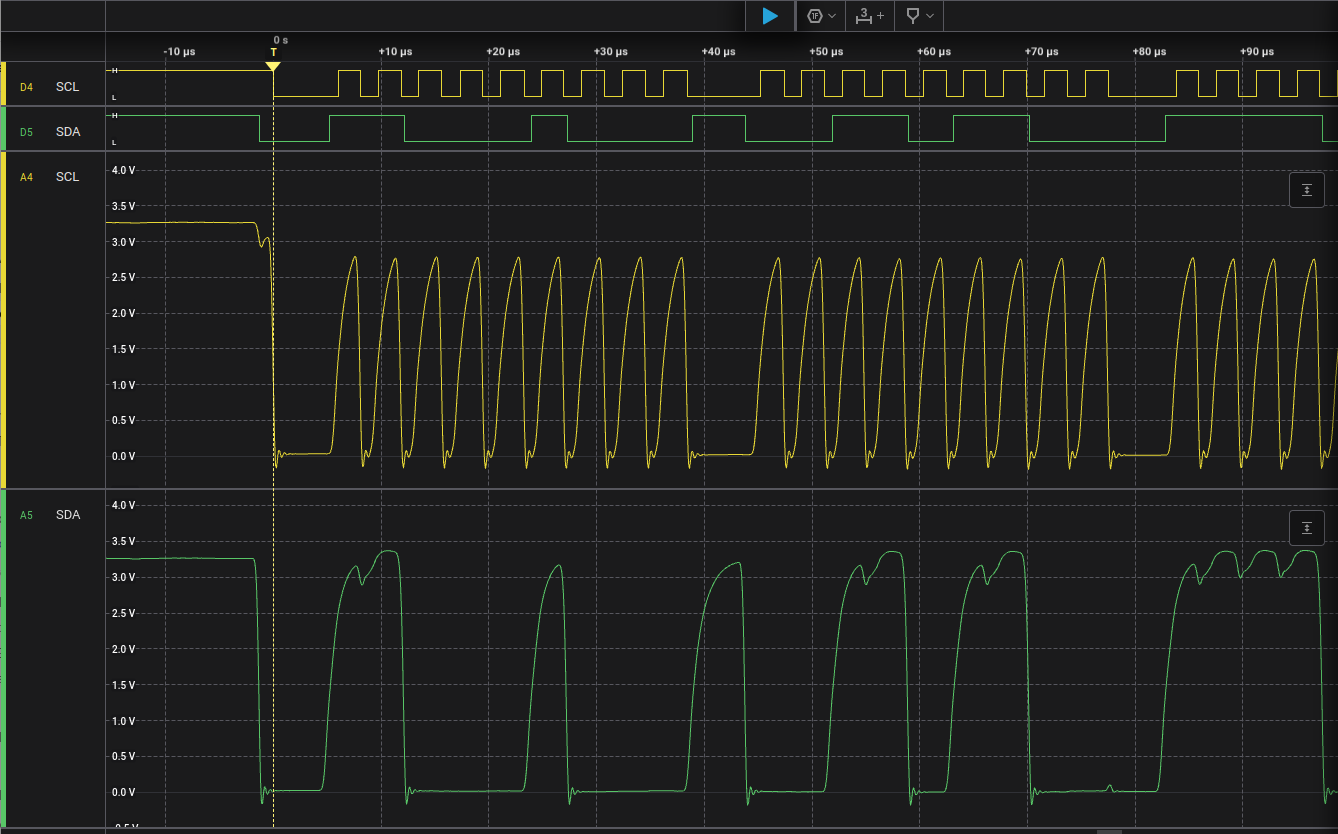 1F
3 +
0 s
-10 µs T +10 µs +20 µs +30 µs +40 µs +50 µs +60 µs +70 µs +80 µs +90 µs
H
D4 SCL
L
H
D5 SDA
L
A4 SCL
4.0 V
3.5 V
3.0 V
2.5 V
2.0 V
1.5 V
1.0 V
0.5 V
0.0 V
A5 SDA
4.0 V
3.5 V
3.0 V
2.5 V
2.0 V
1.5 V
1.0 V
0.5 V
0.0 V